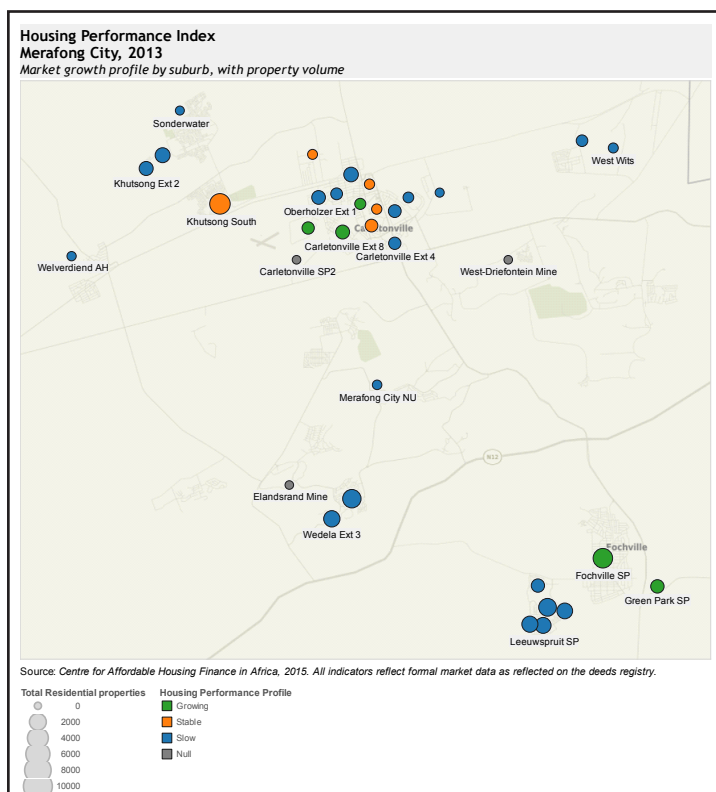 Housing Performance Index
Merafong City, 2013
Market growth profile by suburb, with property volume
Sonderwater
West Wits
Khutsong Ext 2
Khutsong South
Oberholzer Ext 1
Carletonville
Carletonville Ext 8
Carletonville Ext 4
Welverdiend AH
Carletonville SP2
West-Driefontein Mine
Merafong City NU
N12
Elandsrand Mine
Wedela Ext 3
Fochville
Fochville SP
Green Park SP
Leeuwspruit SP
Source: Centre for Affordable Housing Finance in Africa, 2015. All indicators reflect formal market data as reflected on the deeds registry.
Total Residential properties
0
2000
4000
6000
8000
10000
Housing Performance Profile
Growing
Stable
Slow
Null